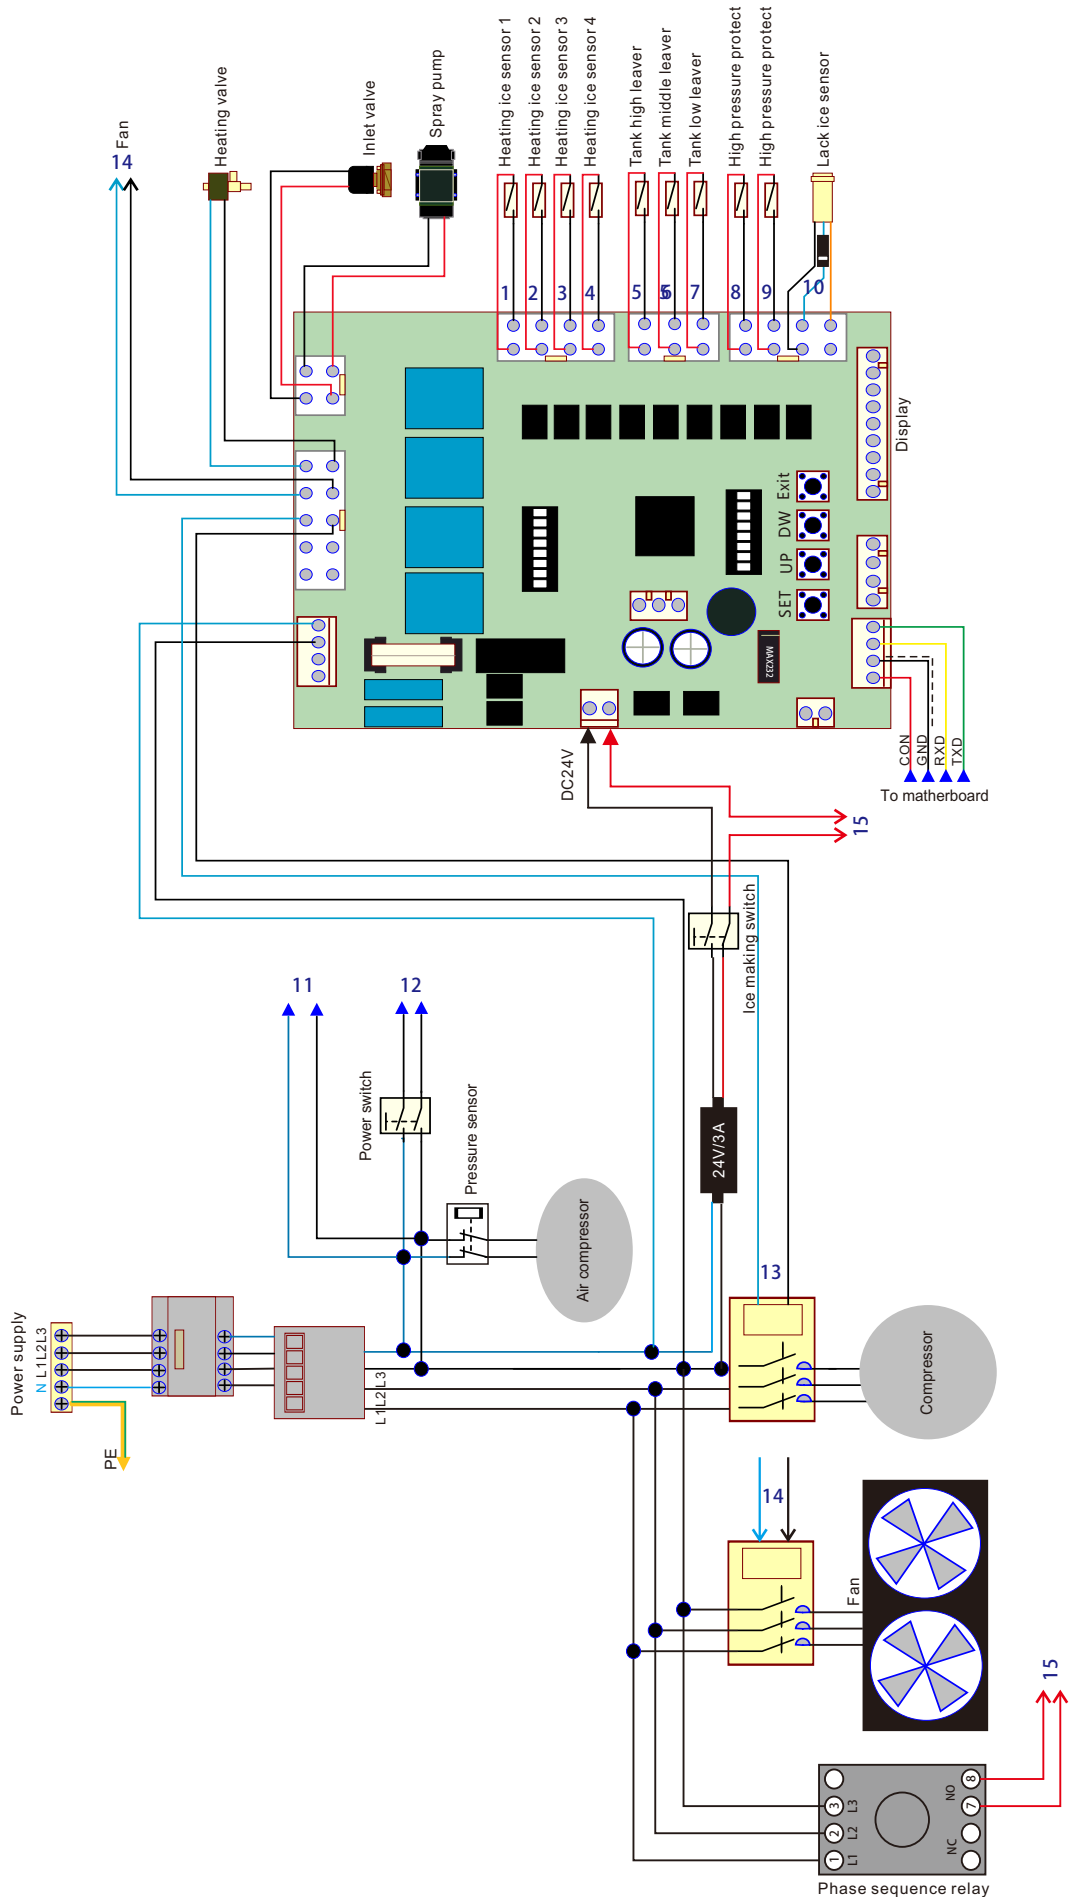 Fan
14
Heating valve
Inlet valve
Spray pump
Heating ice sensor 1
Heating ice sensor 2
Heating ice sensor 3
Heating ice sensor 4
Tank high leaver
Tank middle leaver
Tank low leaver
High pressure protect
High pressure protect
Lack ice sensor
1
2
3
4
5
5
6
7
8
9
10
Display
Exit
DW
UP
SET
MAX232
DC24V
CON
GND
RXD
TXD
To matherboard
15
Ice making switch
11
12
Power switch
Pressure sensor
24V/3A
Air compressor
13
Power supply
N L1L2L3
PE
L1L2 L3
Compressor
14
Fan
15
3
L3
2
L2
1
L1
8
NO
7
NC
Phase sequence relay